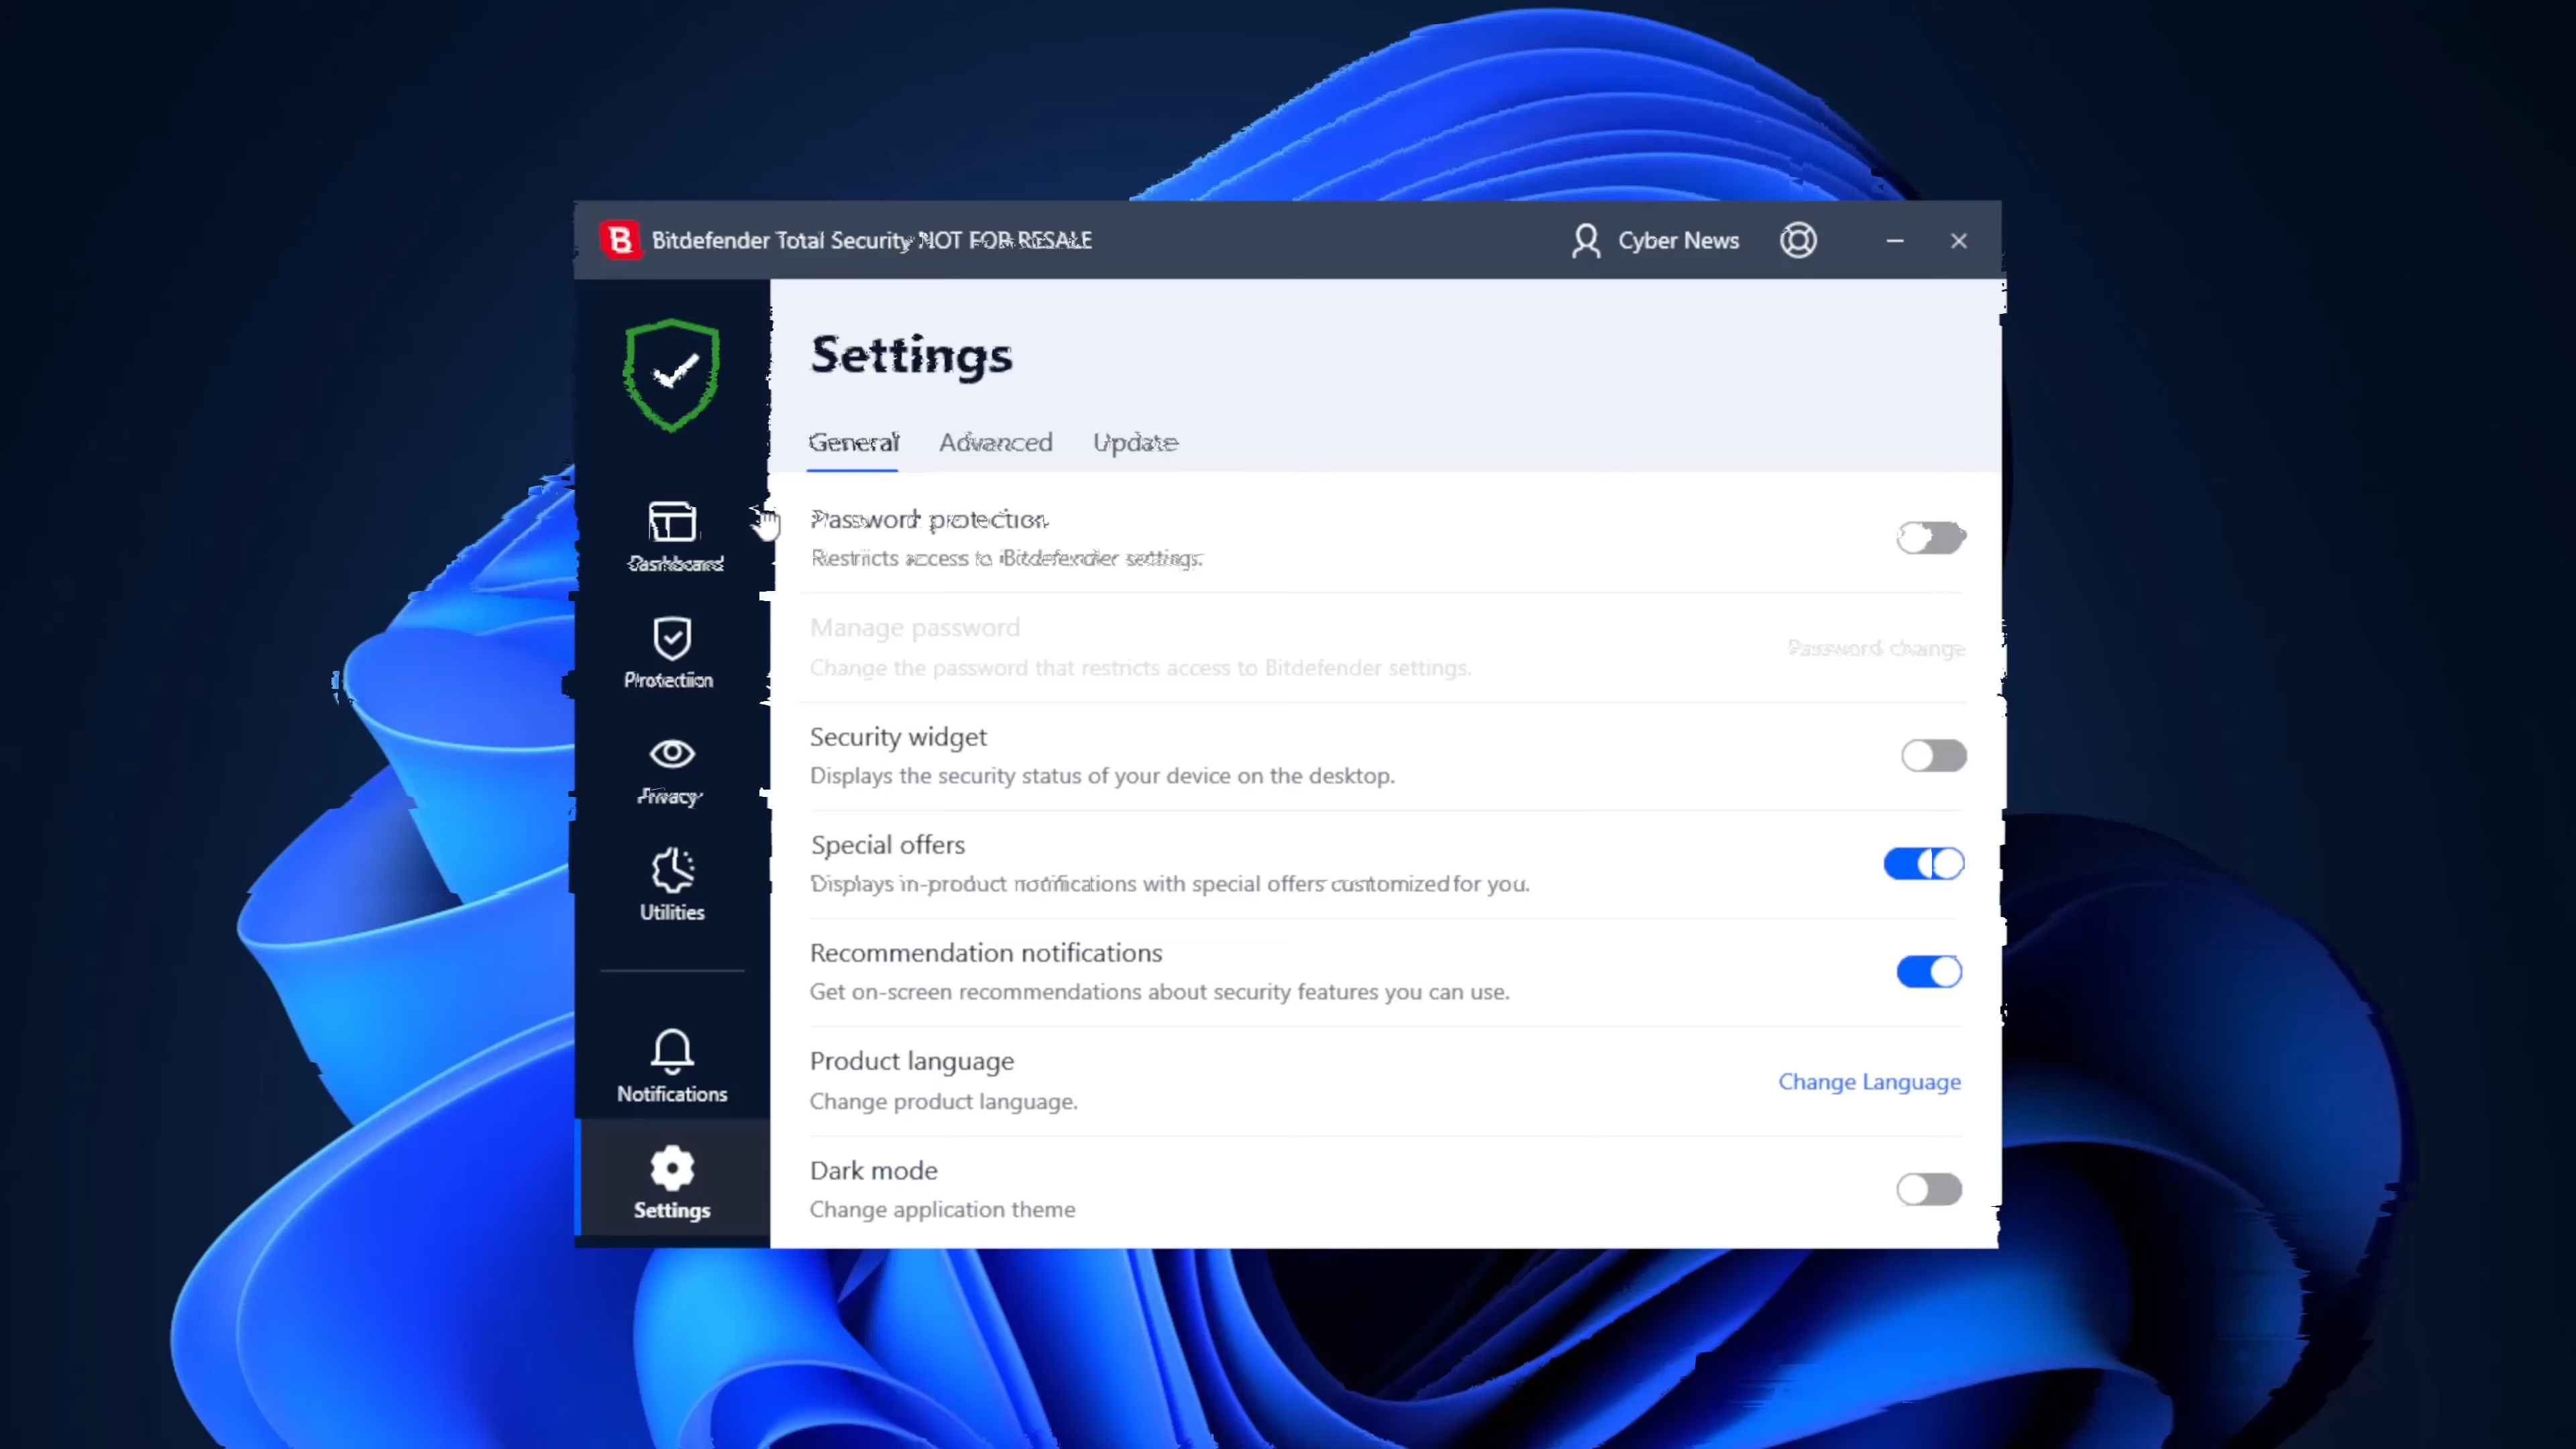 Bitdefender Total Security NOT FOR RESALE
Cyber News
Settings
General Advanced Update
Dashboard
Protection
Privacy
Utilities
Notifications
Settings
Password protection
Restricts access to Bitdefender settings.
Manage password
Change the password that restricts access to Bitdefender settings.
Password change
Security widget
Displays the security status of your device on the desktop.
Special offers
Displays in-product notifications with special offers customized for you.
Recommendation notifications
Get on-screen recommendations about security features you can use.
Product language
Change product language.
Change Language
Dark mode
Change application theme